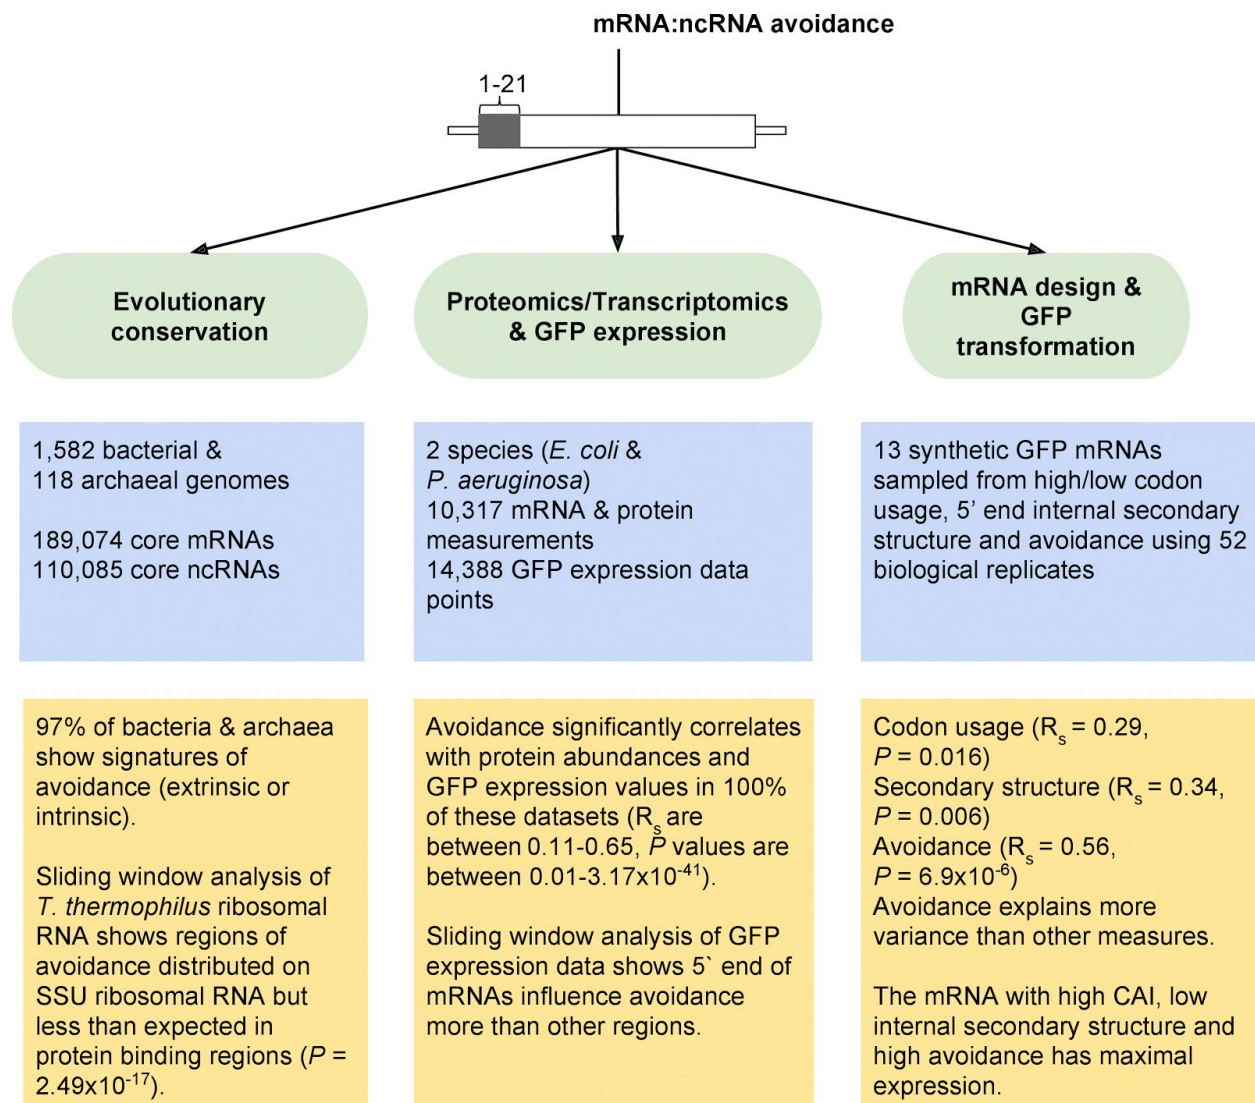 mRNA:ncRNA avoidance
1-21
Evolutionary
conservation
Proteomics/Transcriptomics
& GFP expression
mRNA design &
GFP
transformation
1,582 bacterial &
118 archaeal genomes
189,074 core mRNAs
110,085 core ncRNAs
2 species (E. coli &
P. aeruginosa)
10,317 mRNA & protein
measurements
14,388 GFP expression data
points
13 synthetic GFP mRNAs
sampled from high/low codon
usage, 5' end internal secondary
structure and avoidance using 52
biological replicates
97% of bacteria & archaea
show signatures of
avoidance (extrinsic or
intrinsic).
Sliding window analysis of
T. thermophilus ribosomal
RNA shows regions of
avoidance distributed on
SSU ribosomal RNA but
less than expected in
protein binding regions (P =
2.49x10⁻¹⁷).
Avoidance significantly correlates
with protein abundances and
GFP expression values in 100%
of these datasets (Rₛ are
between 0.11-0.65, P values are
between 0.01-3.17x10⁻⁴¹).
Sliding window analysis of GFP
expression data shows 5` end of
mRNAs influence avoidance
more than other regions.
Codon usage (Rₛ = 0.29,
P = 0.016)
Secondary structure (Rₛ = 0.34,
P = 0.006)
Avoidance (Rₛ = 0.56,
P = 6.9x10⁻⁶)
Avoidance explains more
variance than other measures.
The mRNA with high CAI, low
internal secondary structure and
high avoidance has maximal
expression.